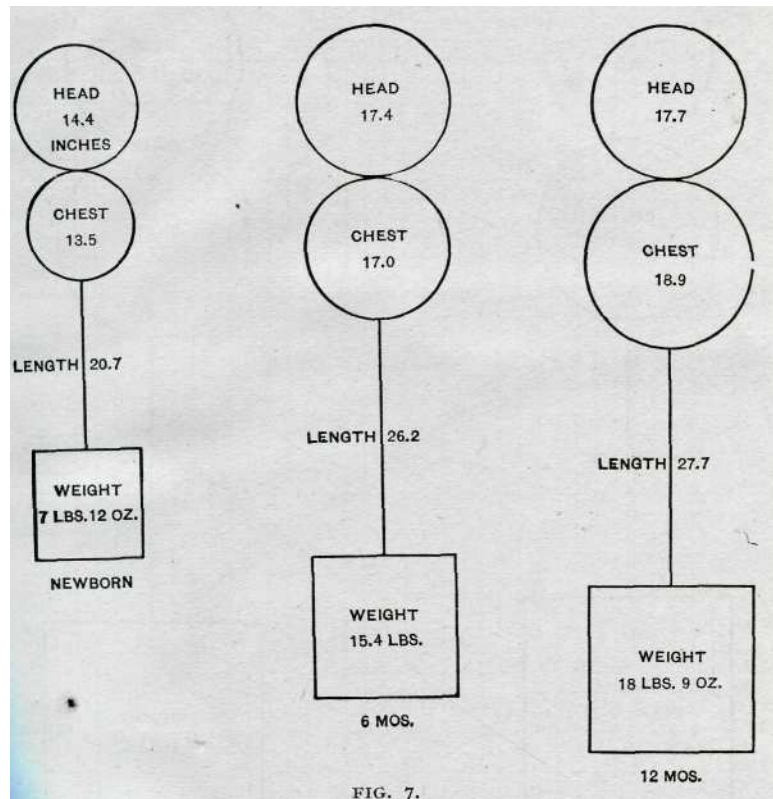 HEAD
14.4
INCHES
CHEST
13.5
LENGTH 20.7
WEIGHT
7 LBS. 12 OZ.
NEWBORN
HEAD
17.4
CHEST
17.0
LENGTH 26.2
WEIGHT
15.4 LBS.
6 MOS.
HEAD
17.7
CHEST
18.9
LENGTH 27.7
WEIGHT
18 LBS. 9 OZ.
12 MOS.
FIG. 7.